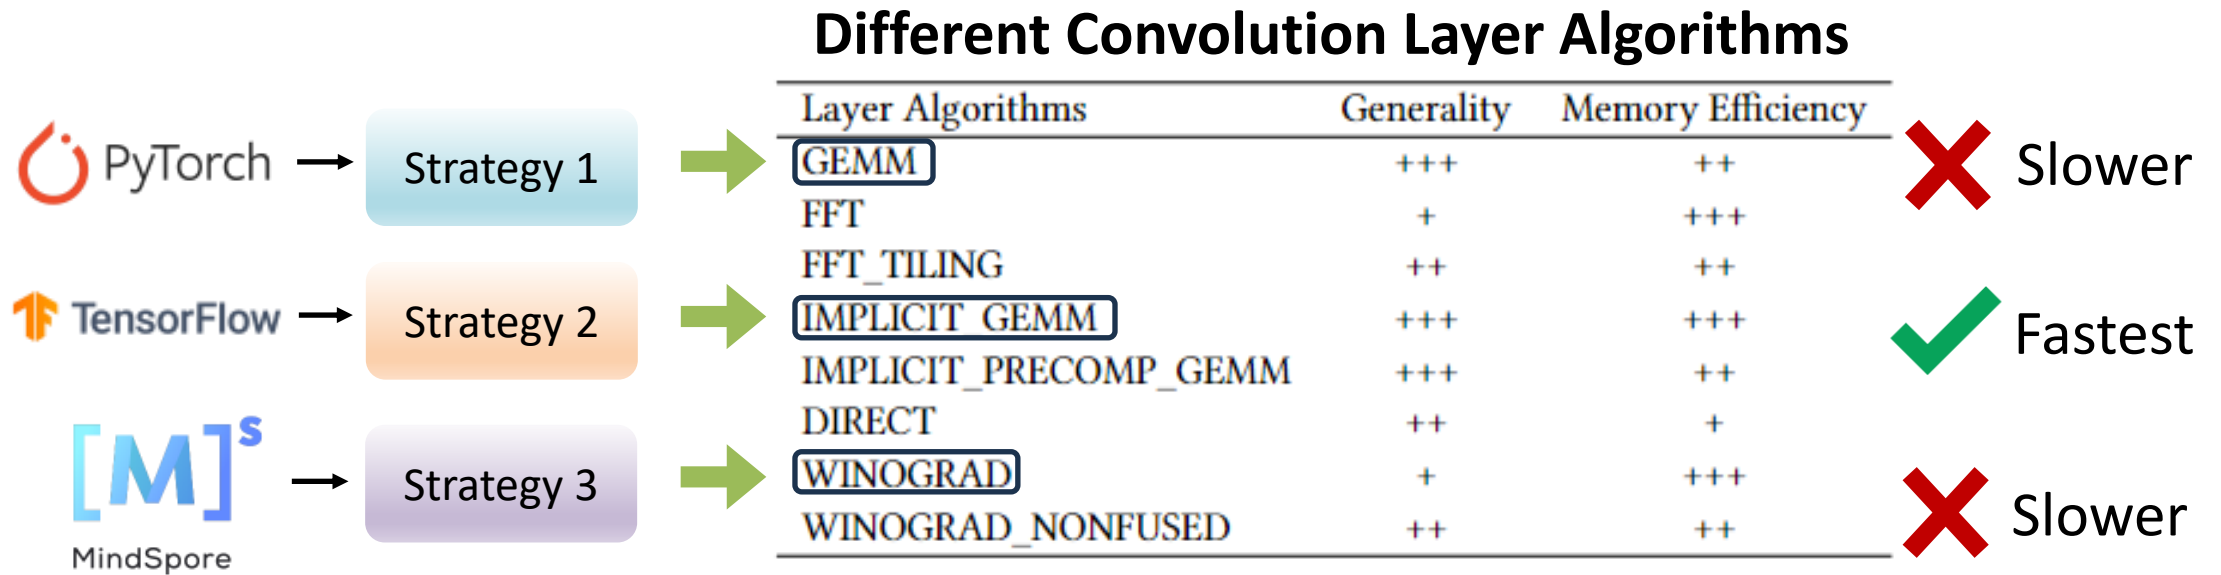 Different Convolution Layer Algorithms
Layer Algorithms Generality Memory Efficiency
PyTorch Strategy 1 GEMM +++ ++ Slower
FFT + +++
FFT_TILING ++ ++
TensorFlow Strategy 2 IMPLICIT_GEMM +++ +++ Fastest
IMPLICIT_PRECOMP_GEMM +++ ++
DIRECT ++ +
[M]s Strategy 3 WINOGRAD + +++ Slower
WINOGRAD_NONFUSED ++ ++
MindSpore